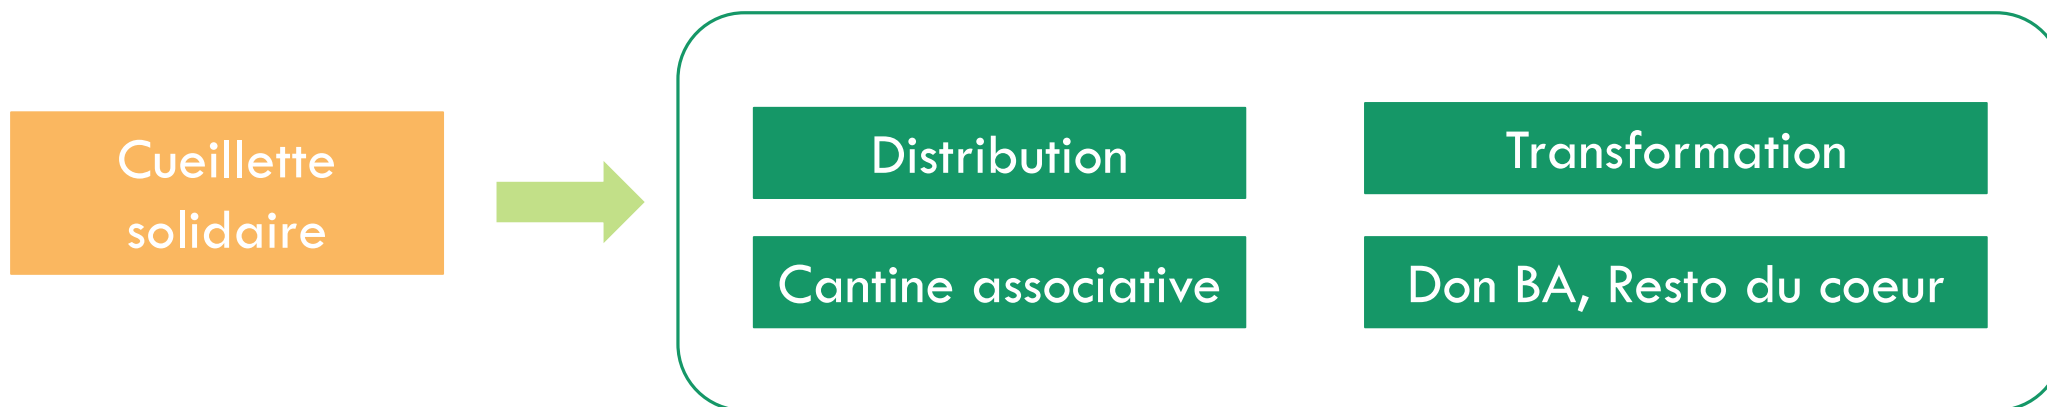 Cueillette
solidaire
Distribution
Transformation
Cantine associative
Don BA, Resto du coeur